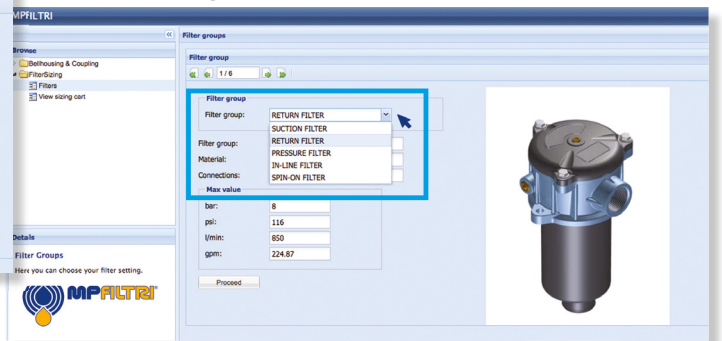 MPFILTRI
Browse
Bellhousing & Coupling
FilterSizing
Filters
View sizing cart
Details
Filter Groups
Here you can choose your filter setting.
MPFILTRI®
Filter groups
Filter group
1 / 6
Filter group
Filter group: RETURN FILTER
SUCTION FILTER
RETURN FILTER
PRESSURE FILTER
IN-LINE FILTER
SPIN-ON FILTER
Filter group:
Material:
Connections:
Max value
bar: 8
psi: 116
l/min: 850
gpm: 224.87
Proceed